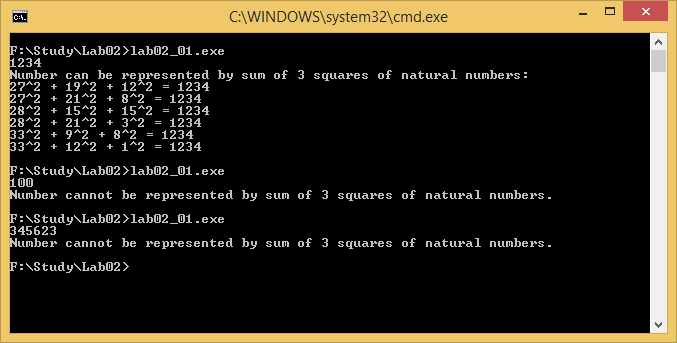 C:\WINDOWS\system32\cmd.exe
C:\.
F:\Study\Lab02>lab02_01.exe
1234
Number can be represented by sum of 3 squares of natural numbers:
27^2 + 19^2 + 12^2 = 1234
27^2 + 21^2 + 8^2 = 1234
28^2 + 15^2 + 15^2 = 1234
28^2 + 21^2 + 3^2 = 1234
33^2 + 9^2 + 8^2 = 1234
33^2 + 12^2 + 1^2 = 1234
F:\Study\Lab02>lab02_01.exe
100
Number cannot be represented by sum of 3 squares of natural numbers.
F:\Study\Lab02>lab02_01.exe
345623
Number cannot be represented by sum of 3 squares of natural numbers.
F:\Study\Lab02>